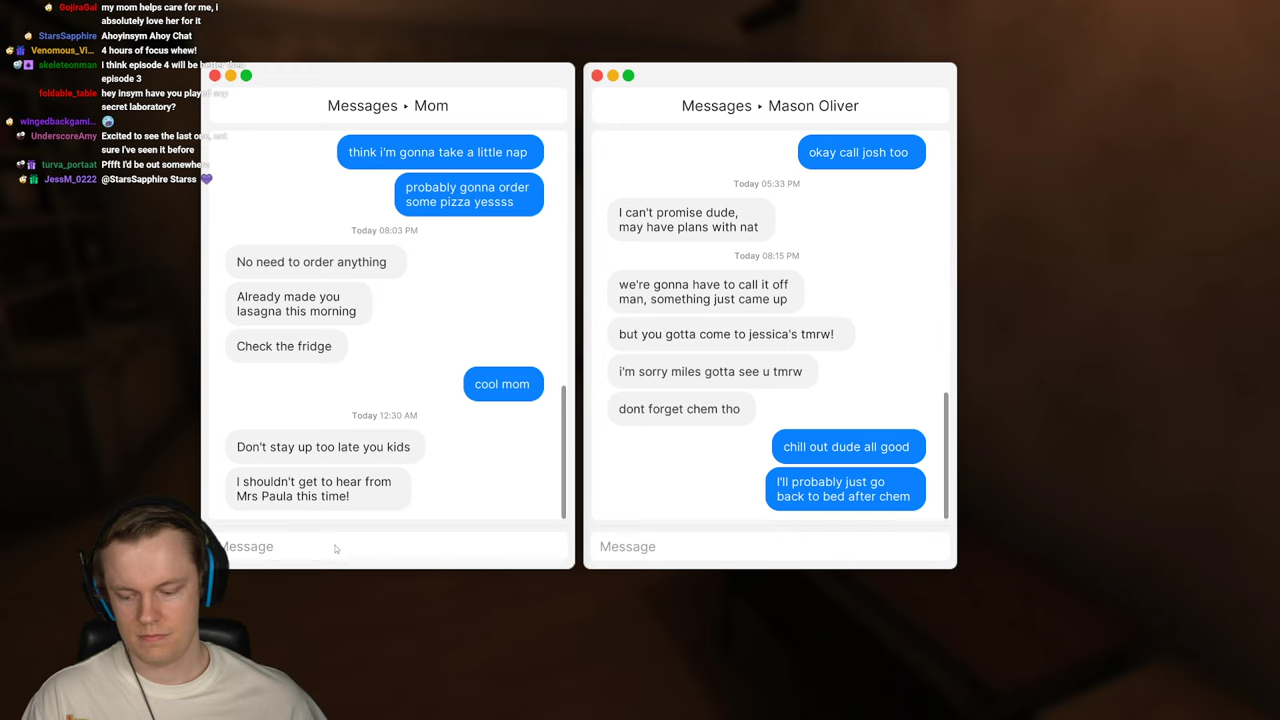 GojiraGal my mom helps care for me, i
absolutely love her for it
StarsSapphire Ahoyinsym Ahoy Chat
Venomous_Vi... 4 hours of focus whew!
skeleteonman i think episode 4 will be better then
episode 3
foldable_table hey insym have you played scp
secret laboratory?
wingedbackgami...
UnderscoreAmy Excited to see the last one, not
sure I've seen it before
turva_portaat Pffft I'd be out somewhere
JessM_0222 @StarsSapphire Starss
Messages ‣ Mom
think i'm gonna take a little nap
probably gonna order
some pizza yessss
Today 08:03 PM
No need to order anything
Already made you
lasagna this morning
Check the fridge
cool mom
Today 12:30 AM
Don't stay up too late you kids
I shouldn't get to hear from
Mrs Paula this time!
Message
Messages ‣ Mason Oliver
okay call josh too
Today 05:33 PM
I can't promise dude,
may have plans with nat
Today 08:15 PM
we're gonna have to call it off
man, something just came up
but you gotta come to jessica's tmrw!
i'm sorry miles gotta see u tmrw
dont forget chem tho
chill out dude all good
I'll probably just go
back to bed after chem
Message